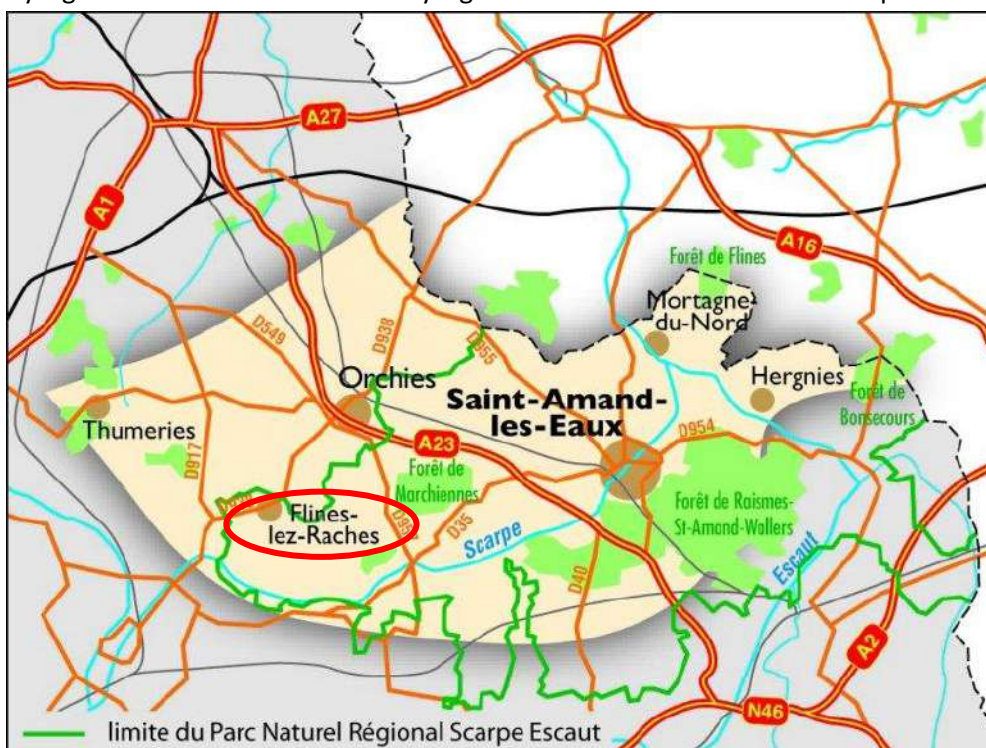 A27
A1
A16
Forêt de Flines
Mortagne-
du-Nord
D549
D938
D955
Orchies
Hergnies
Saint-Amand-
les-Eaux
Forêt de
Bonsecours
Thumeries
D917
A23
D954
Forêt de
Marchiennes
Forêt de Raismes-
St-Amand-Wallers
Flines-
lez-Raches
D35
Scarpe
Escaut
D40
A2
N46
limite du Parc Naturel Régional Scarpe Escaut